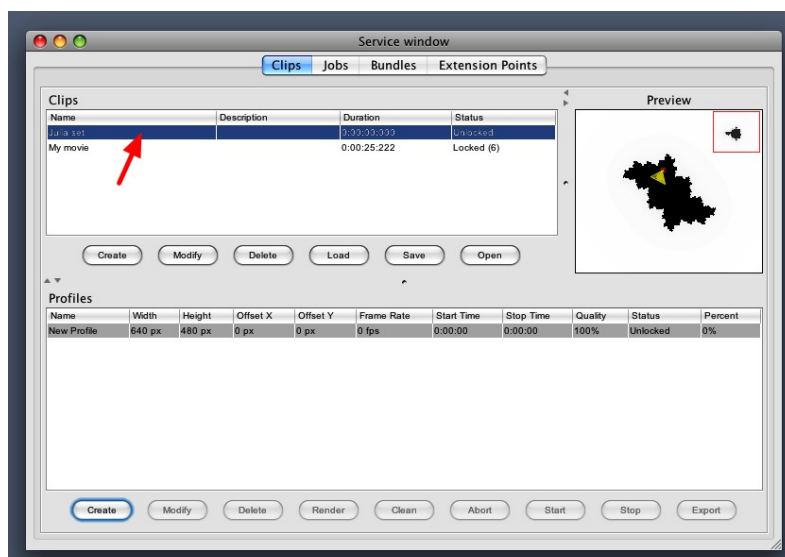 Service window
Clips Jobs Bundles Extension Points
Clips
Name Description Duration Status
Julia set 0:00:00:000 Unlocked
My movie 0:00:25:222 Locked (6)
Create Modify Delete Load Save Open
Preview
Profiles
Name Width Height Offset X Offset Y Frame Rate Start Time Stop Time Quality Status Percent
New Profile 640 px 480 px 0 px 0 px 0 fps 0:00:00 0:00:00 100% Unlocked 0%
Create Modify Delete Render Clean Abort Start Stop Export